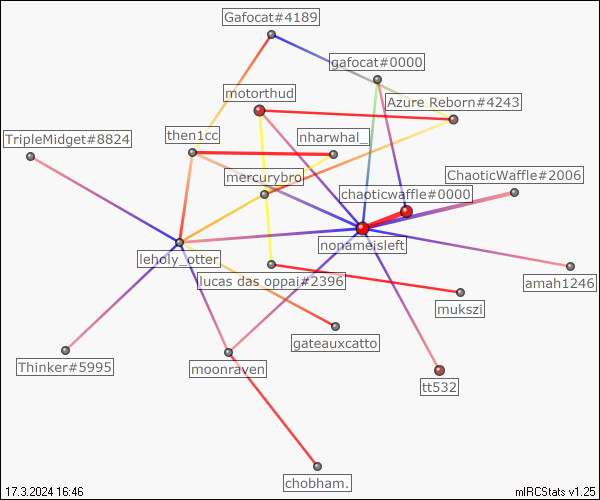 Gafocat#4189
gafocat#0000
motorthud
Azure Reborn#4243
then1cc
nharwhal_
TripleMidget#8824
mercurybro
ChaoticWaffle#2006
chaoticwaffle#0000
nonameisleft
leholy_otter
lucas das oppai#2396
amah1246
mukszi
gateauxcatto
Thinker#5995
moonraven
tt532
chobham.
17.3.2024 16:46
mIRCStats v1.25